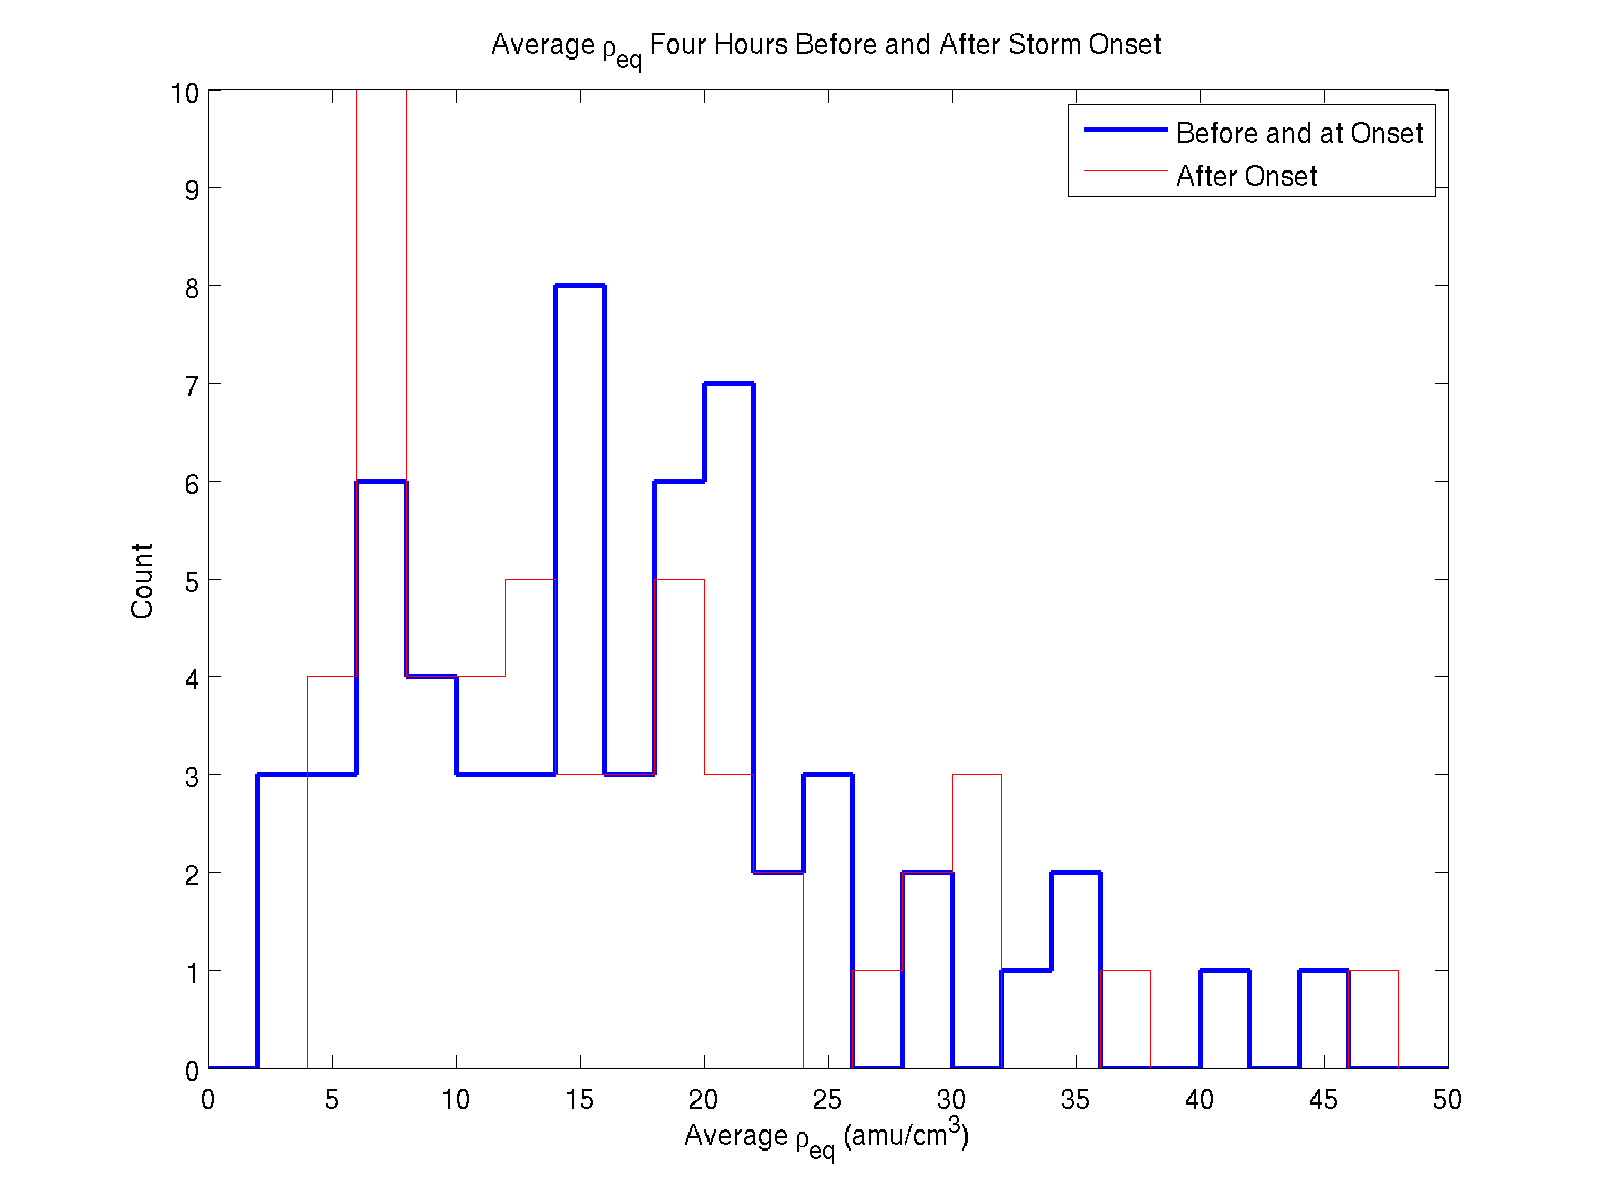 Average ρeq Four Hours Before and After Storm Onset
10
9
8
7
6
5
4
3
2
1
0
Count
Before and at Onset
After Onset
0 5 10 15 20 25 30 35 40 45 50
Average ρeq (amu/cm³)